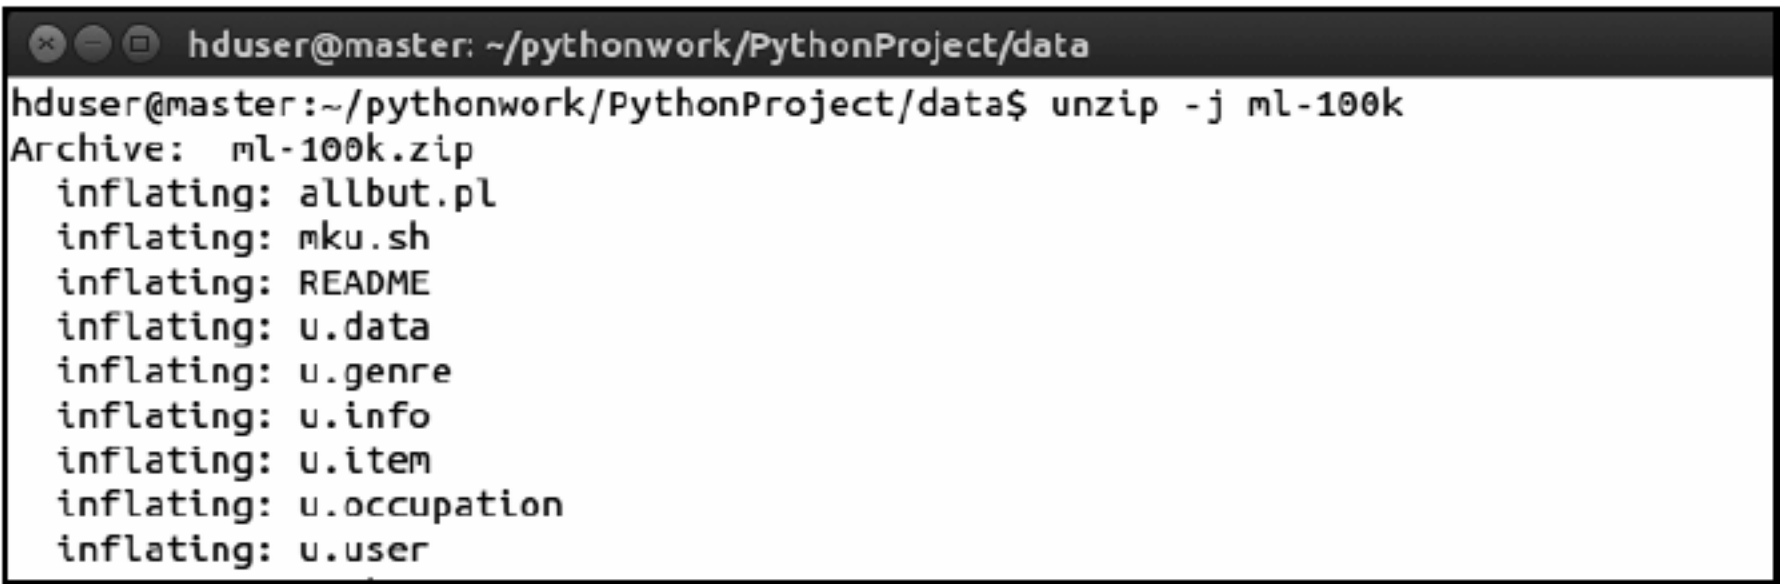 hduser@master: ~/pythonwork/PythonProject/data
hduser@master:~/pythonwork/PythonProject/data$ unzip -j ml-100k
Archive:  ml-100k.zip
  inflating: allbut.pl
  inflating: mku.sh
  inflating: README
  inflating: u.data
  inflating: u.genre
  inflating: u.info
  inflating: u.item
  inflating: u.occupation
  inflating: u.user